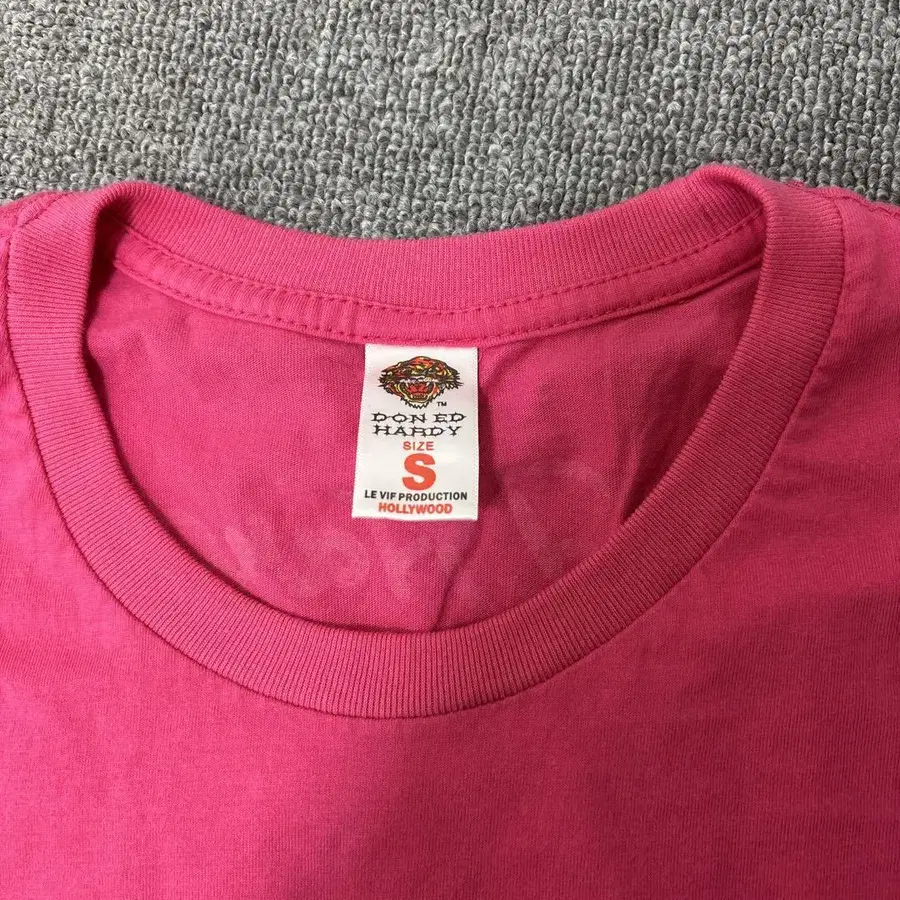 TM
DON ED
HARDY
SIZE
S
LE VIF PRODUCTION
HOLLYWOOD